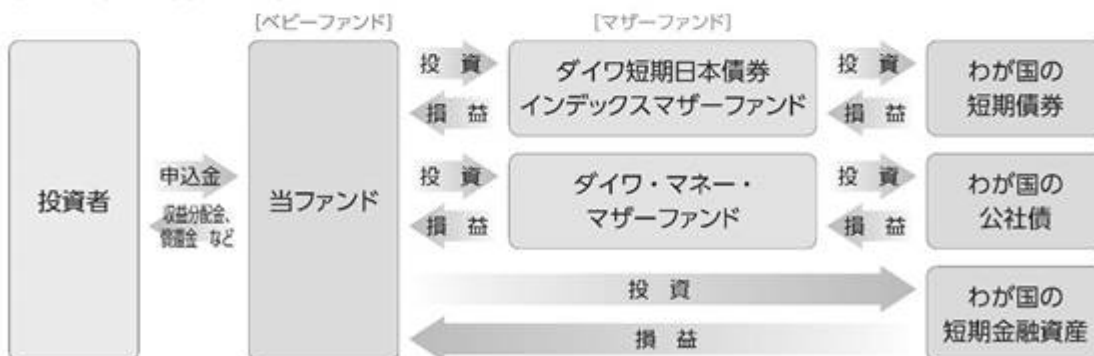 [ベビーファンド]
[マザーファンド]
投資者
申込金
収益分配金、
償還金 など
当ファンド
投 資
損 益
ダイワ短期日本債券
インデックスマザーファンド
投 資
損 益
わが国の
短期債券
投 資
損 益
ダイワ・マネー・
マザーファンド
投 資
損 益
わが国の
公社債
投 資
損 益
わが国の
短期金融資産